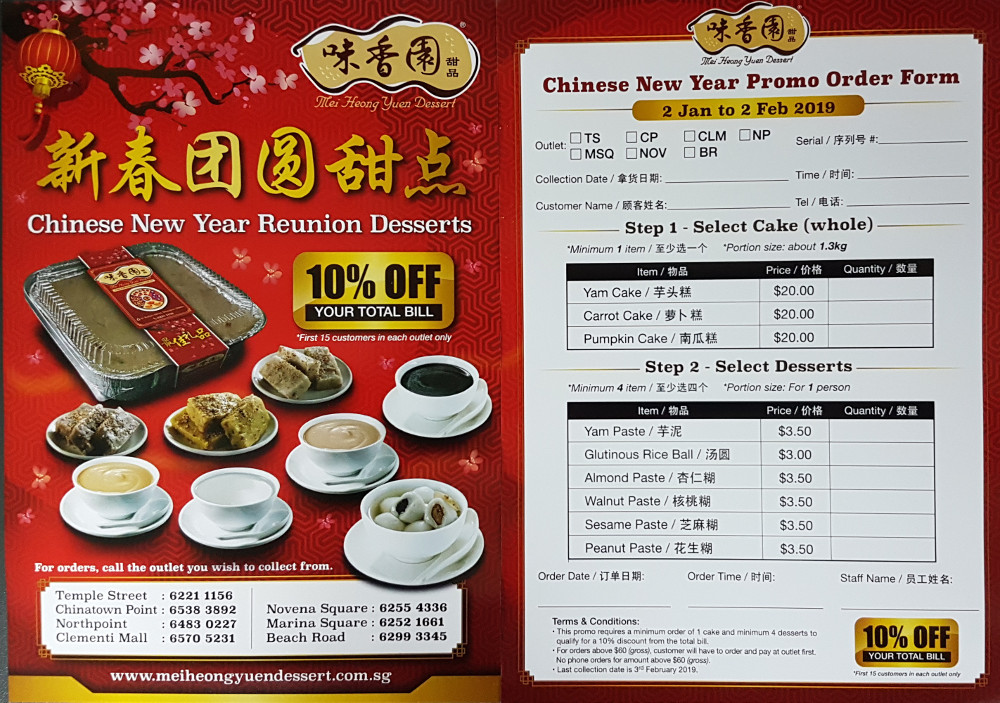 味香園 甜品
®
Mei Heong Yuen Dessert
新春团圆甜点
Chinese New Year Reunion Desserts
味香園
最佳礼品
10% OFF
YOUR TOTAL BILL
*First 15 customers in each outlet only
For orders, call the outlet you wish to collect from.
Temple Street : 6221 1156
Chinatown Point : 6538 3892
Northpoint : 6483 0227
Clementi Mall : 6570 5231
Novena Square : 6255 4336
Marina Square : 6252 1661
Beach Road : 6299 3345
www.meiheongyuendessert.com.sg
味香園 甜品
Mei Heong Yuen Dessert
Chinese New Year Promo Order Form
2 Jan to 2 Feb 2019
Outlet: TS CP CLM NP
MSQ NOV BR
Serial / 序列号 #:
Collection Date / 拿货日期: Time / 时间:
Customer Name / 顾客姓名: Tel / 电话:
Step 1 - Select Cake (whole)
*Minimum 1 item / 至少选一个 *Portion size: about 1.3kg
Item / 物品 Price / 价格 Quantity / 数量
Yam Cake / 芋头糕 $20.00
Carrot Cake / 萝卜糕 $20.00
Pumpkin Cake / 南瓜糕 $20.00
Step 2 - Select Desserts
*Minimum 4 item / 至少选四个 *Portion size: For 1 person
Item / 物品 Price / 价格 Quantity / 数量
Yam Paste / 芋泥 $3.50
Glutinous Rice Ball / 汤圆 $3.00
Almond Paste / 杏仁糊 $3.50
Walnut Paste / 核桃糊 $3.50
Sesame Paste / 芝麻糊 $3.50
Peanut Paste / 花生糊 $3.50
Order Date / 订单日期: Order Time / 时间: Staff Name / 员工姓名:
Terms & Conditions:
• This promo requires a minimum order of 1 cake and minimum 4 desserts to
qualify for a 10% discount from the total bill.
• For orders above $60 (gross), customer will have to order and pay at outlet first.
No phone orders for amount above $60 (gross).
• Last collection date is 3rd February 2019.
10% OFF
YOUR TOTAL BILL
*First 15 customers in each outlet only